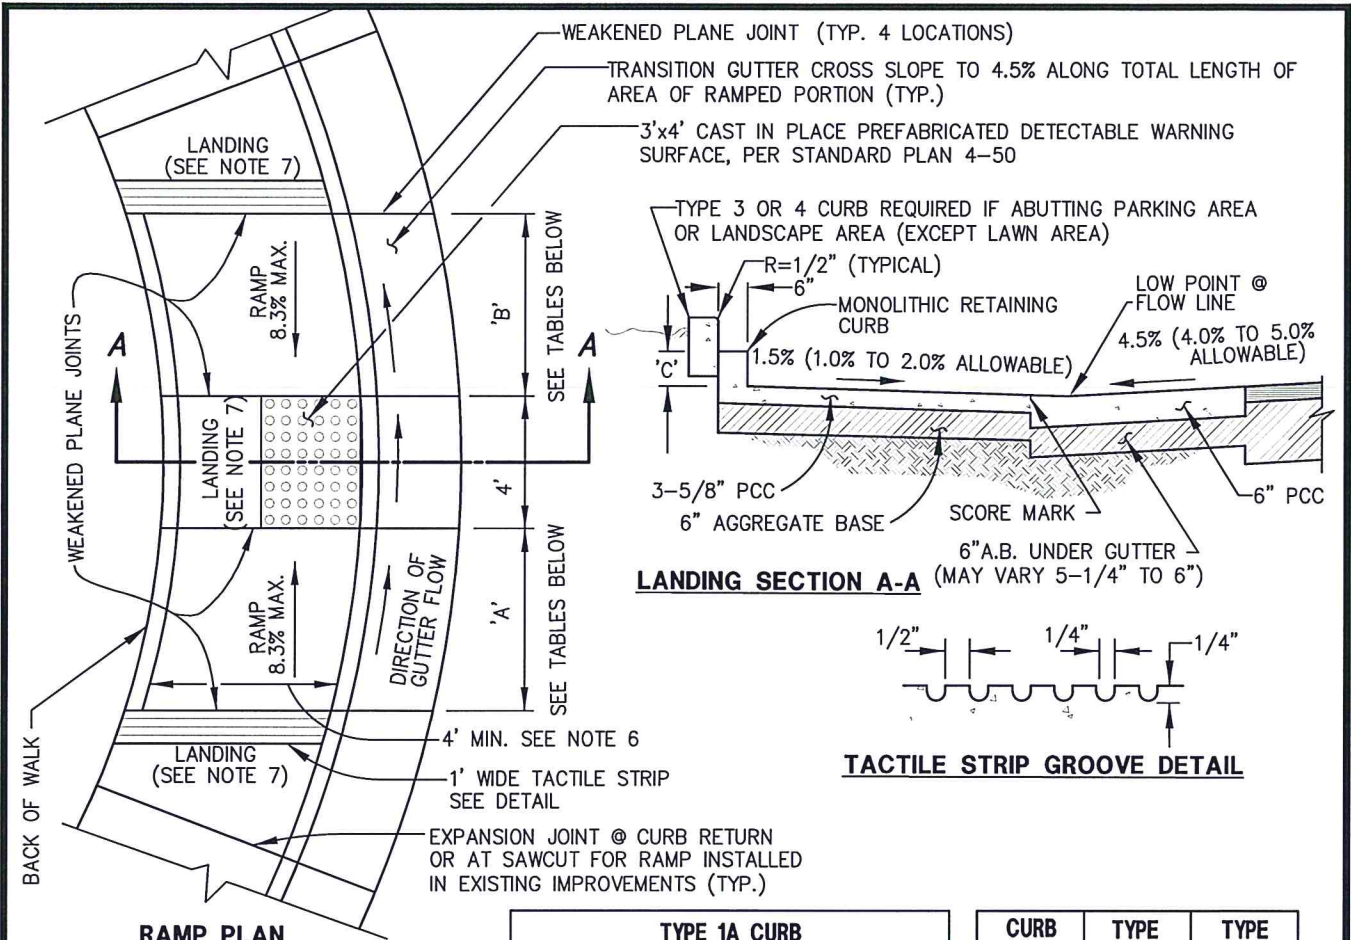 WEAKENED PLANE JOINT (TYP. 4 LOCATIONS)
TRANSITION GUTTER CROSS SLOPE TO 4.5% ALONG TOTAL LENGTH OF
AREA OF RAMPED PORTION (TYP.)
3'x4' CAST IN PLACE PREFABRICATED DETECTABLE WARNING
SURFACE, PER STANDARD PLAN 4-50
LANDING
(SEE NOTE 7)
RAMP
8.3% MAX.
'B'
SEE TABLES BELOW
WEAKENED PLANE JOINTS
A
A
LANDING
(SEE NOTE 7)
4'
RAMP
8.3% MAX.
DIRECTION OF
GUTTER FLOW
'A'
SEE TABLES BELOW
LANDING
(SEE NOTE 7)
BACK OF WALK
4' MIN. SEE NOTE 6
1' WIDE TACTILE STRIP
SEE DETAIL
EXPANSION JOINT @ CURB RETURN
OR AT SAWCUT FOR RAMP INSTALLED
IN EXISTING IMPROVEMENTS (TYP.)
RAMP PLAN
TYPE 3 OR 4 CURB REQUIRED IF ABUTTING PARKING AREA
OR LANDSCAPE AREA (EXCEPT LAWN AREA)
R=1/2" (TYPICAL)
6"
MONOLITHIC RETAINING
CURB
LOW POINT @
FLOW LINE
'C'
1.5% (1.0% TO 2.0% ALLOWABLE)
4.5% (4.0% TO 5.0%
ALLOWABLE)
3-5/8" PCC
6" AGGREGATE BASE
SCORE MARK
6" PCC
6"A.B. UNDER GUTTER
(MAY VARY 5-1/4" TO 6")
LANDING SECTION A-A
1/2"
1/4"
1/4"
TACTILE STRIP GROOVE DETAIL
TYPE 1A CURB
CURB
TYPE
TYPE